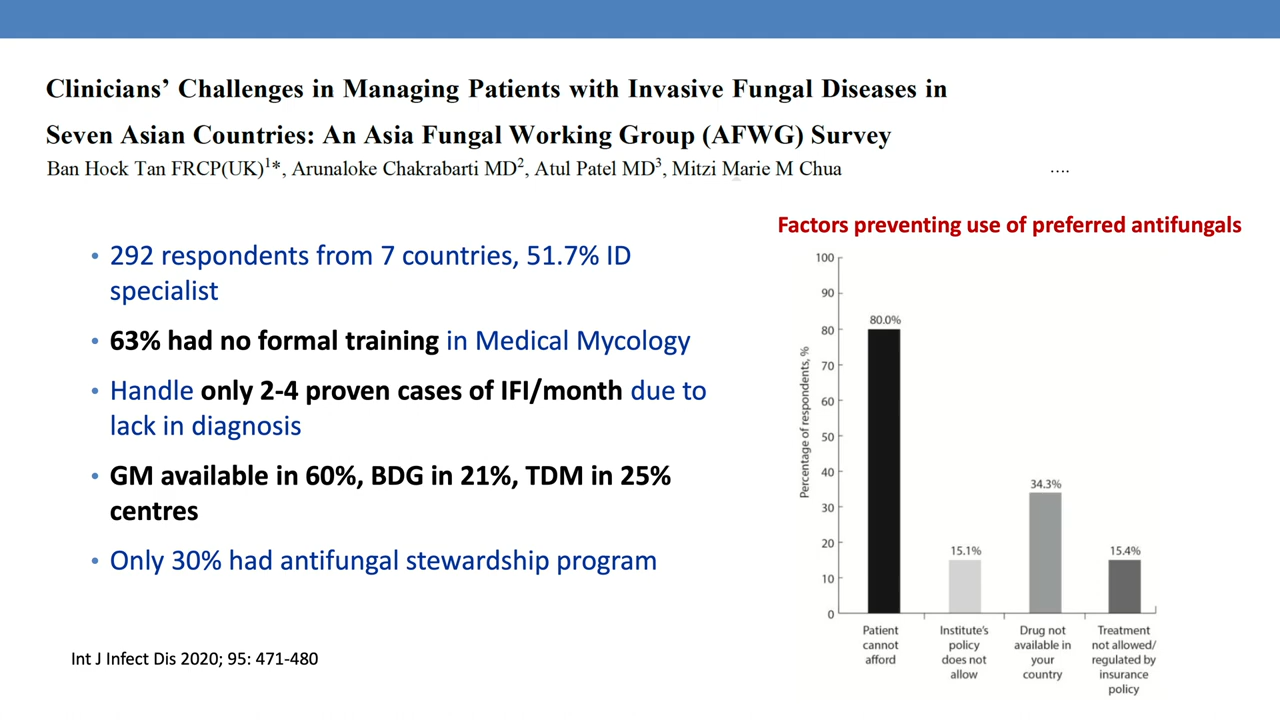 Clinicians’ Challenges in Managing Patients with Invasive Fungal Diseases in
Seven Asian Countries: An Asia Fungal Working Group (AFWG) Survey
Ban Hock Tan FRCP(UK)1*, Arunaloke Chakrabarti MD2, Atul Patel MD3, Mitzi Marie M Chua ....
• 292 respondents from 7 countries, 51.7% ID
specialist
• 63% had no formal training in Medical Mycology
• Handle only 2-4 proven cases of IFI/month due to
lack in diagnosis
• GM available in 60%, BDG in 21%, TDM in 25%
centres
• Only 30% had antifungal stewardship program
Int J Infect Dis 2020; 95: 471-480
Factors preventing use of preferred antifungals
Percentage of respondents, %
100
90
80
70
60
50
40
30
20
10
0
80.0%
15.1%
34.3%
15.4%
Patient
cannot
afford
Institute’s
policy
does not
allow
Drug not
available in
your
country
Treatment
not allowed/
regulated by
insurance
policy